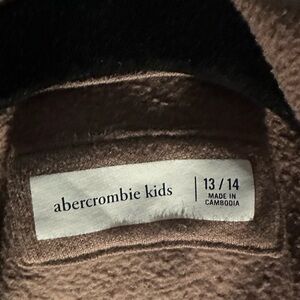 abercrombie kids
13 / 14
MADE IN
CAMBODIA